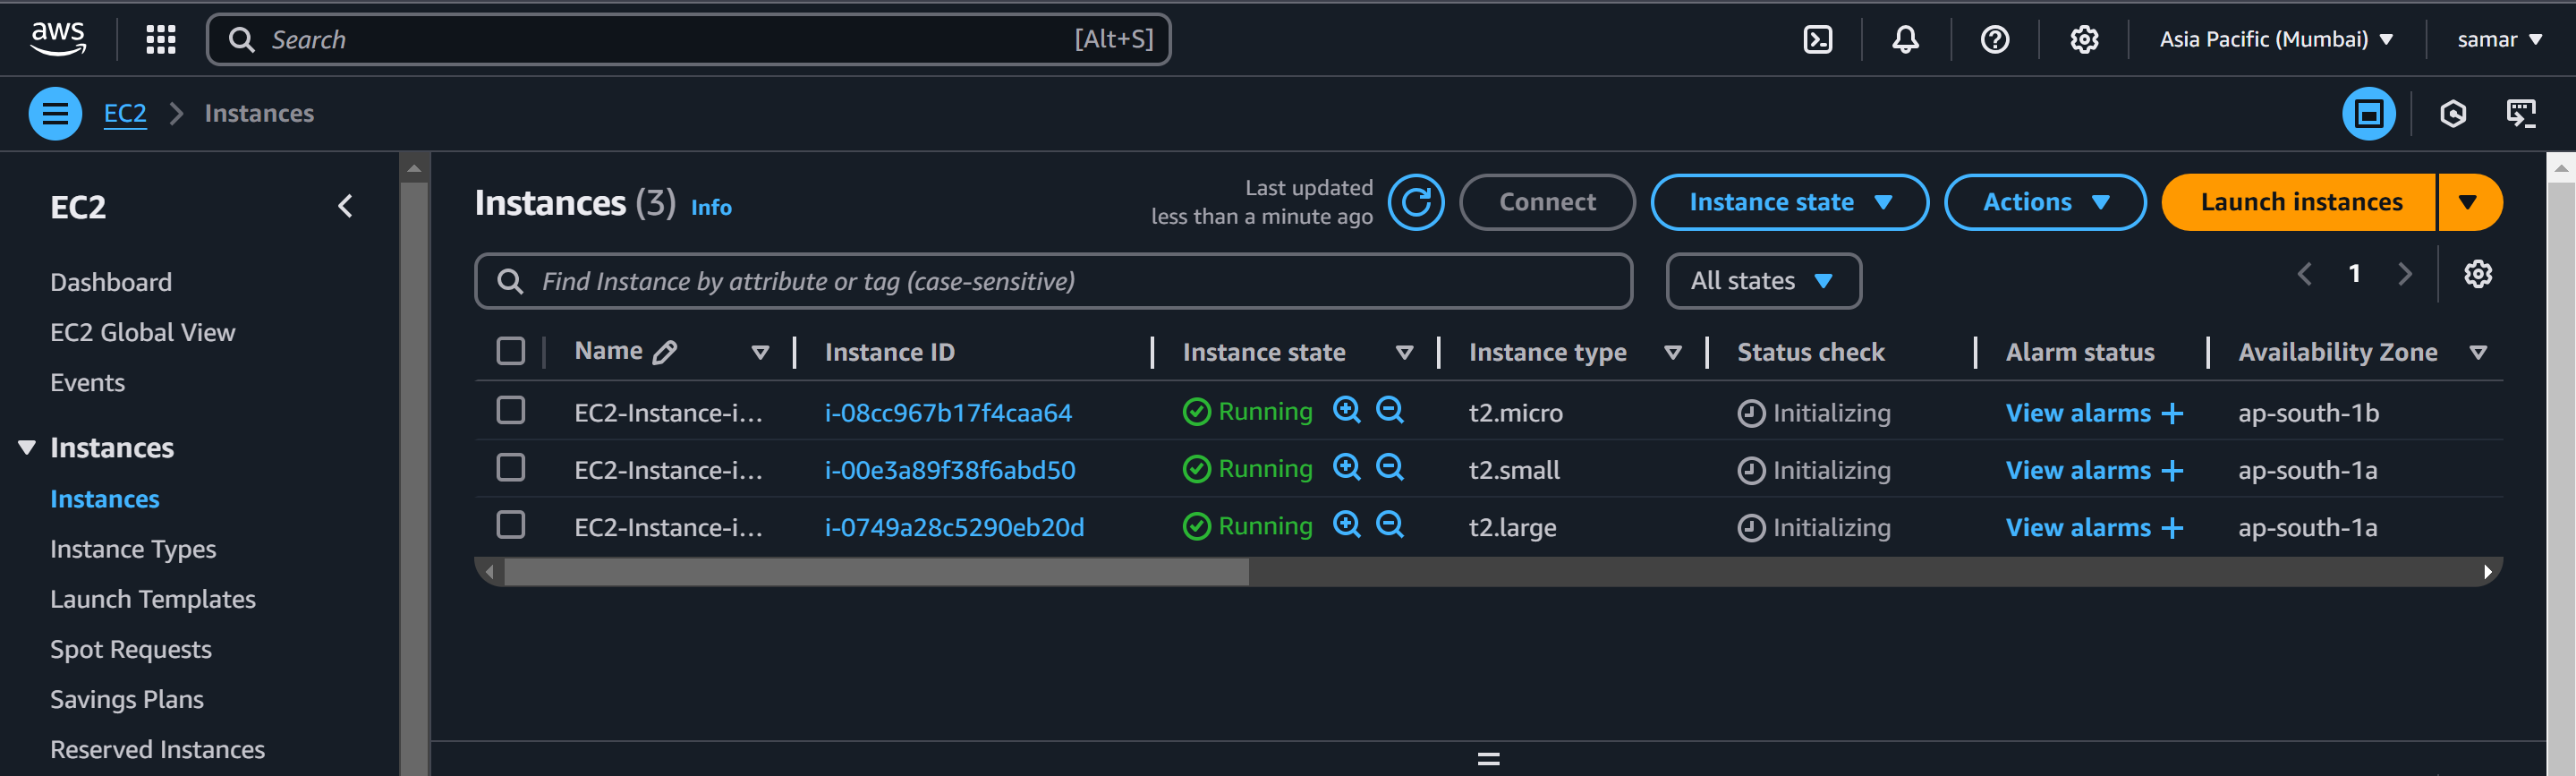 aws
Search [Alt+S]
Asia Pacific (Mumbai)
samar
EC2
Instances
EC2
Dashboard
EC2 Global View
Events
Instances
Instances
Instance Types
Launch Templates
Spot Requests
Savings Plans
Reserved Instances
Instances (3) Info
Last updated
less than a minute ago
Connect
Instance state
Actions
Launch instances
Find Instance by attribute or tag (case-sensitive)
All states
1
Name Instance ID Instance state Instance type Status check Alarm status Availability Zone
EC2-Instance-i... i-08cc967b17f4caa64 Running t2.micro Initializing View alarms + ap-south-1b
EC2-Instance-i... i-00e3a89f38f6abd50 Running t2.small Initializing View alarms + ap-south-1a
EC2-Instance-i... i-0749a28c5290eb20d Running t2.large Initializing View alarms + ap-south-1a